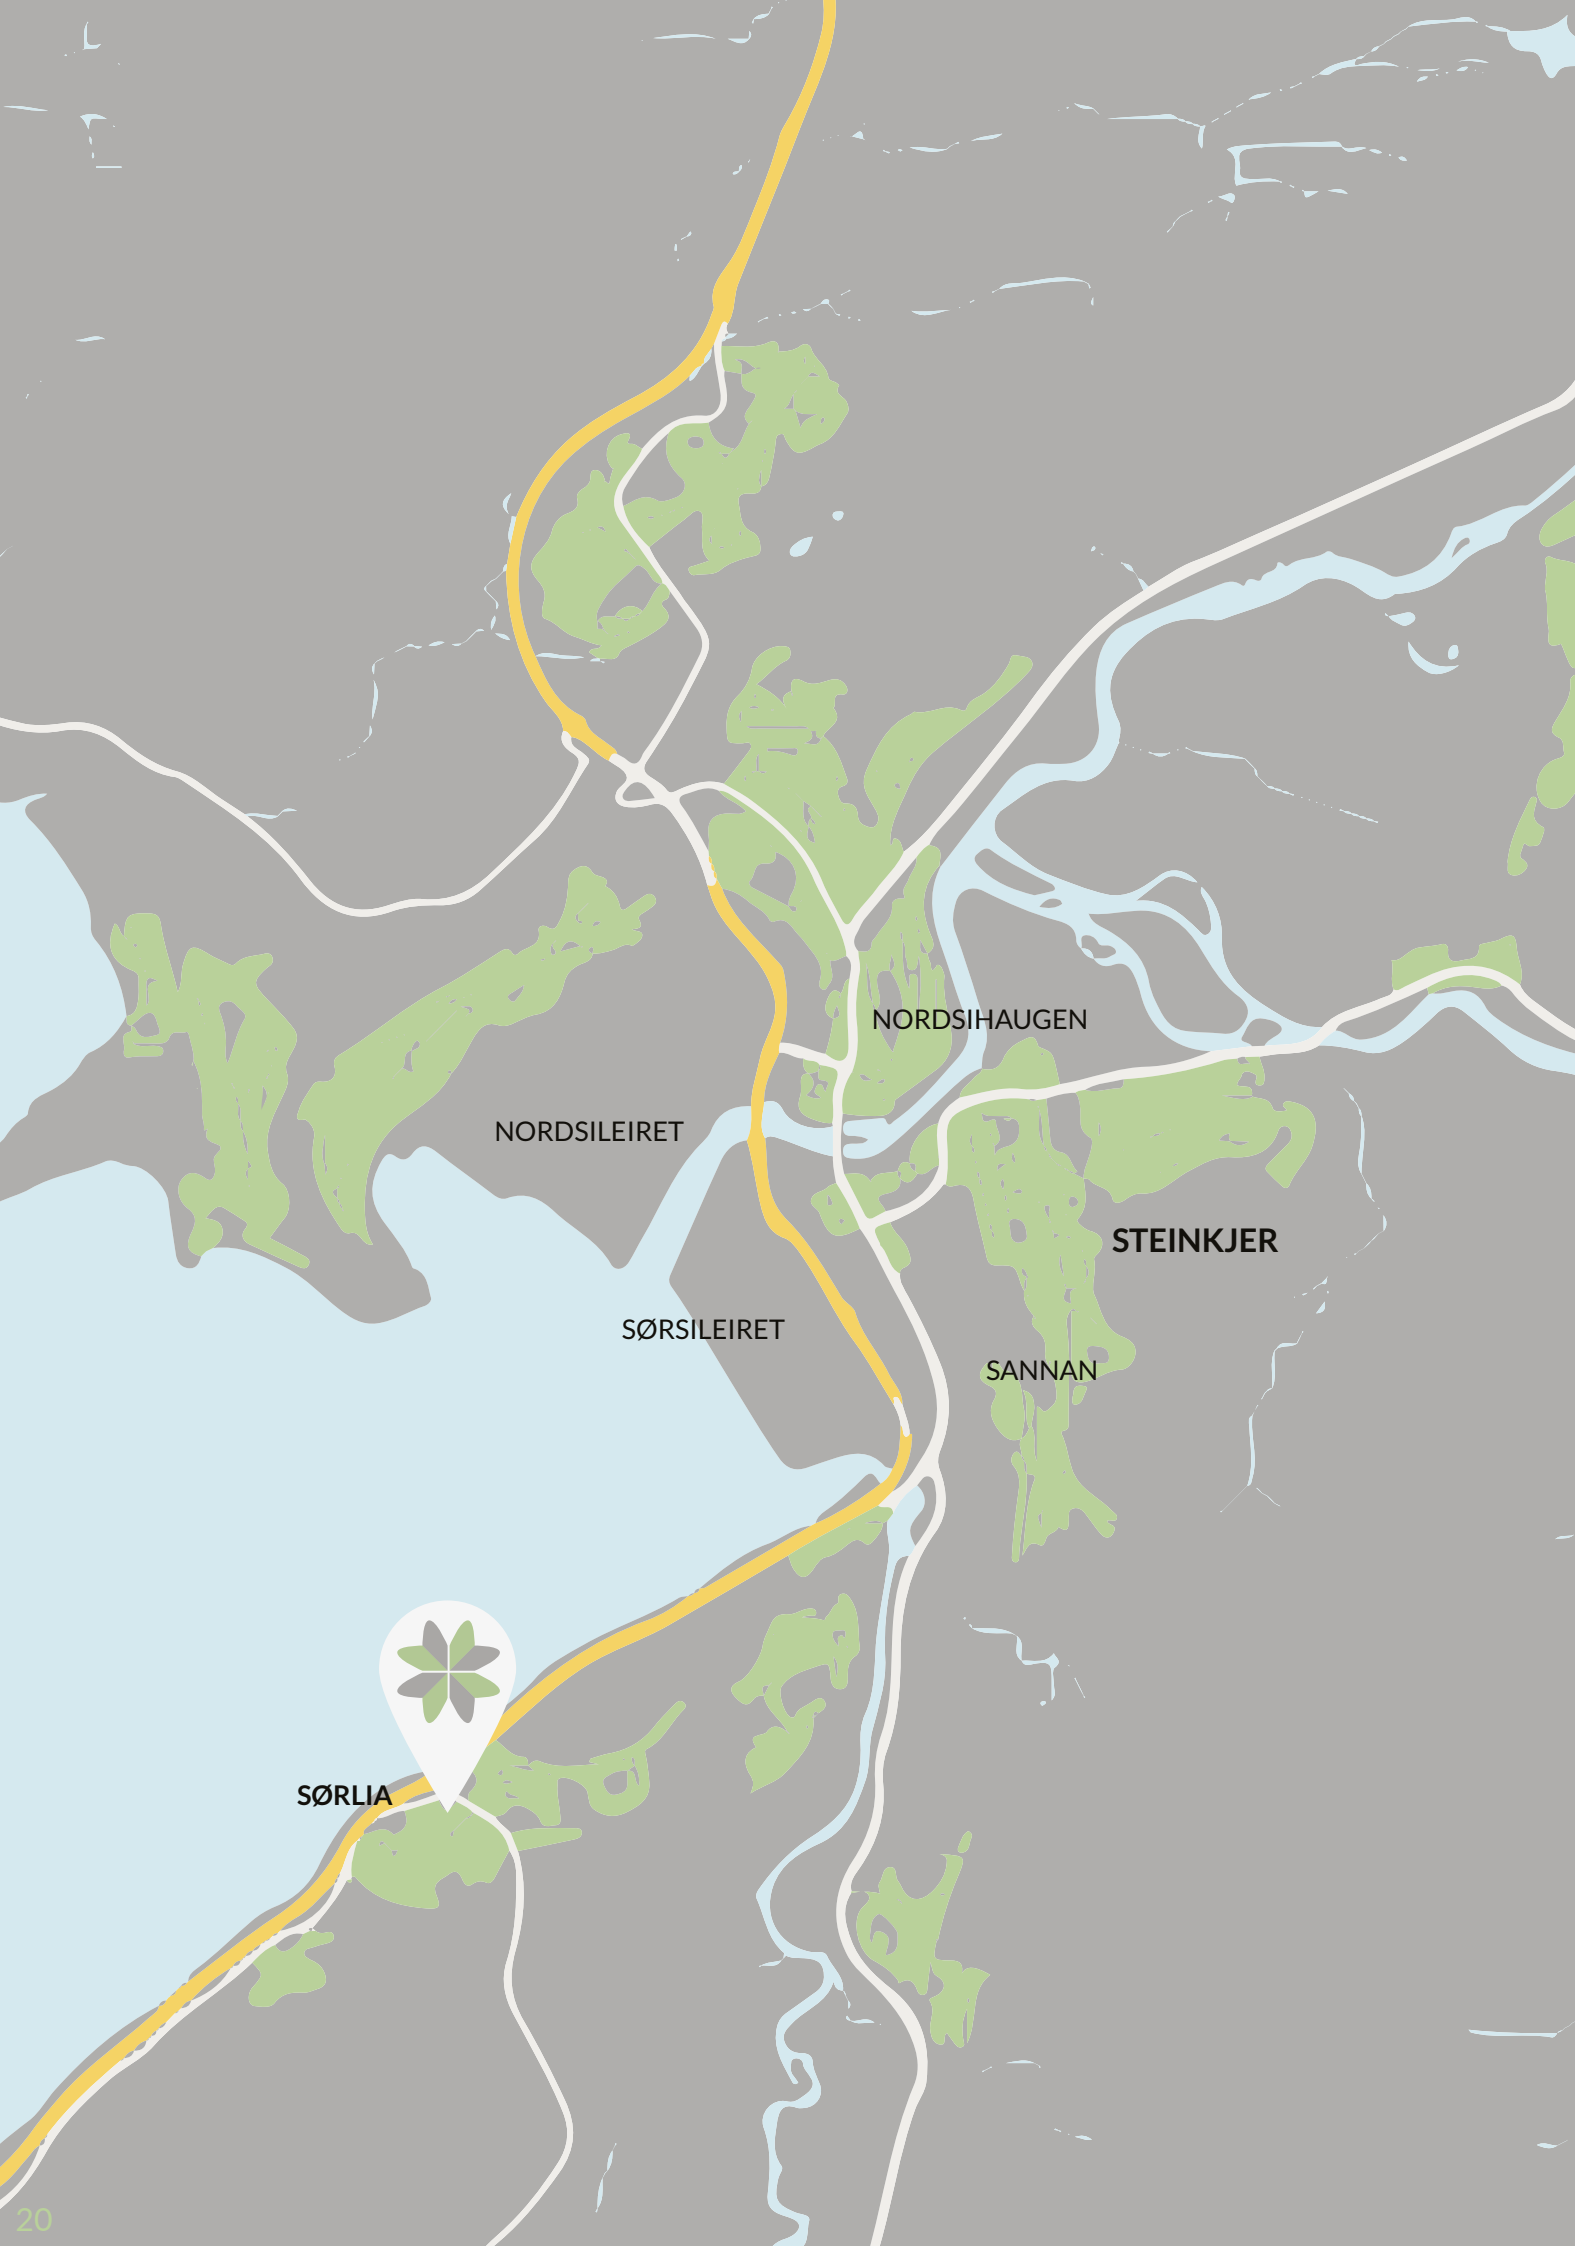 NORDSIHAUGEN
NORDSILEIRET
STEINKJER
SØRSILEIRET
SANNAN
SØRLIA
20